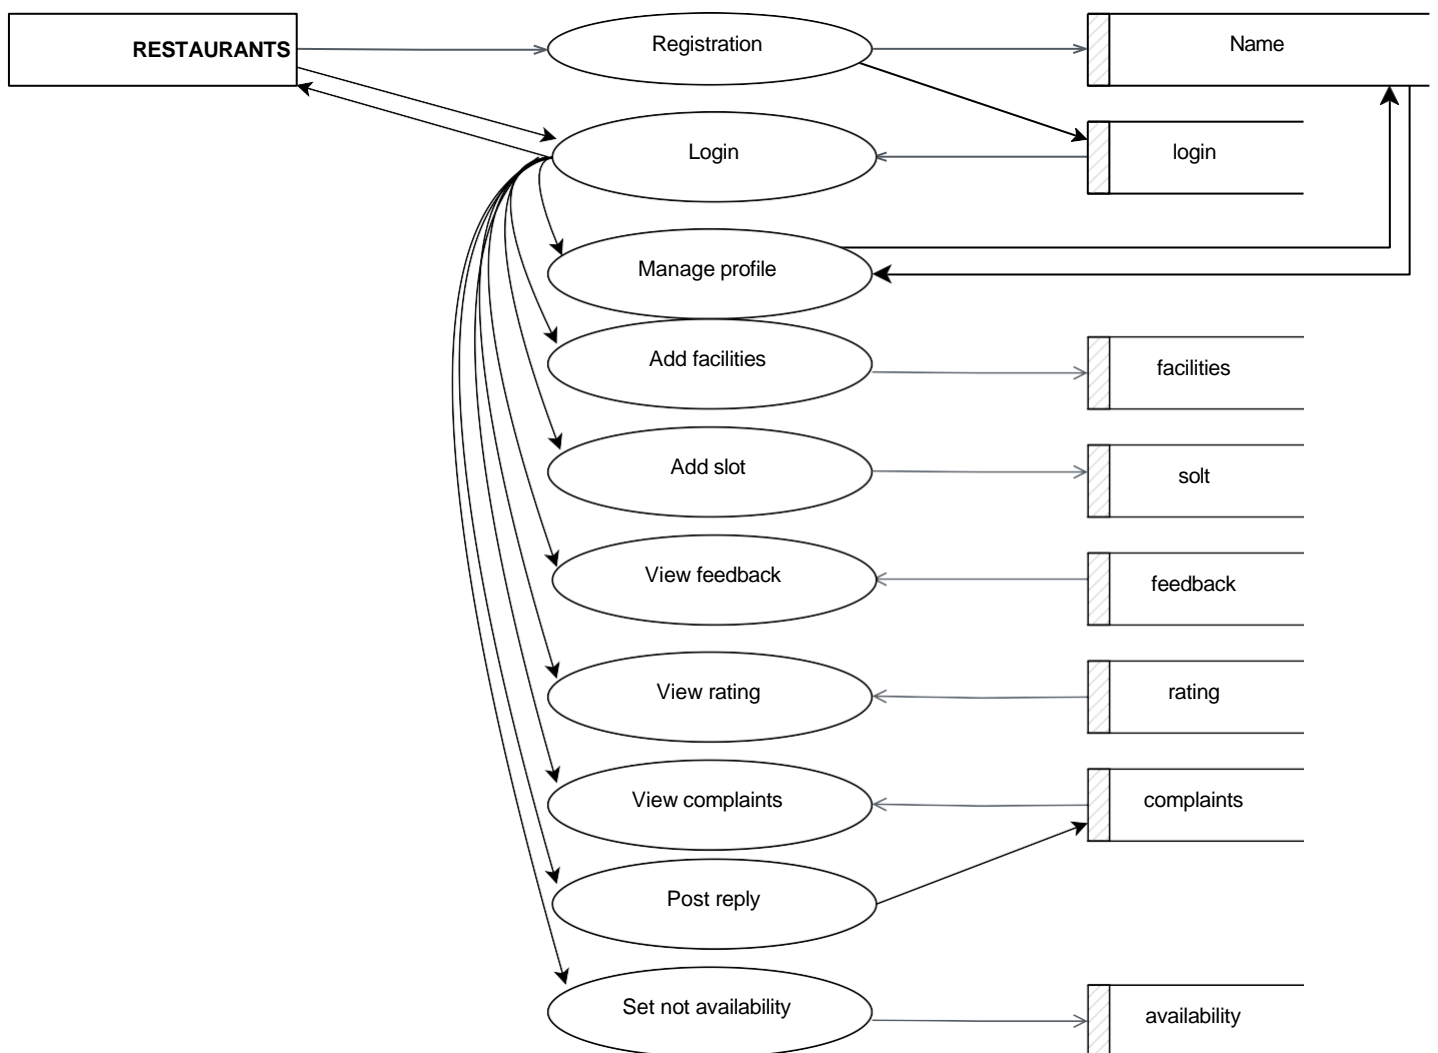 RESTAURANTS
Registration
Name
Login
login
Manage profile
Add facilities
facilities
Add slot
solt
View feedback
feedback
View rating
rating
View complaints
complaints
Post reply
Set not availability
availability